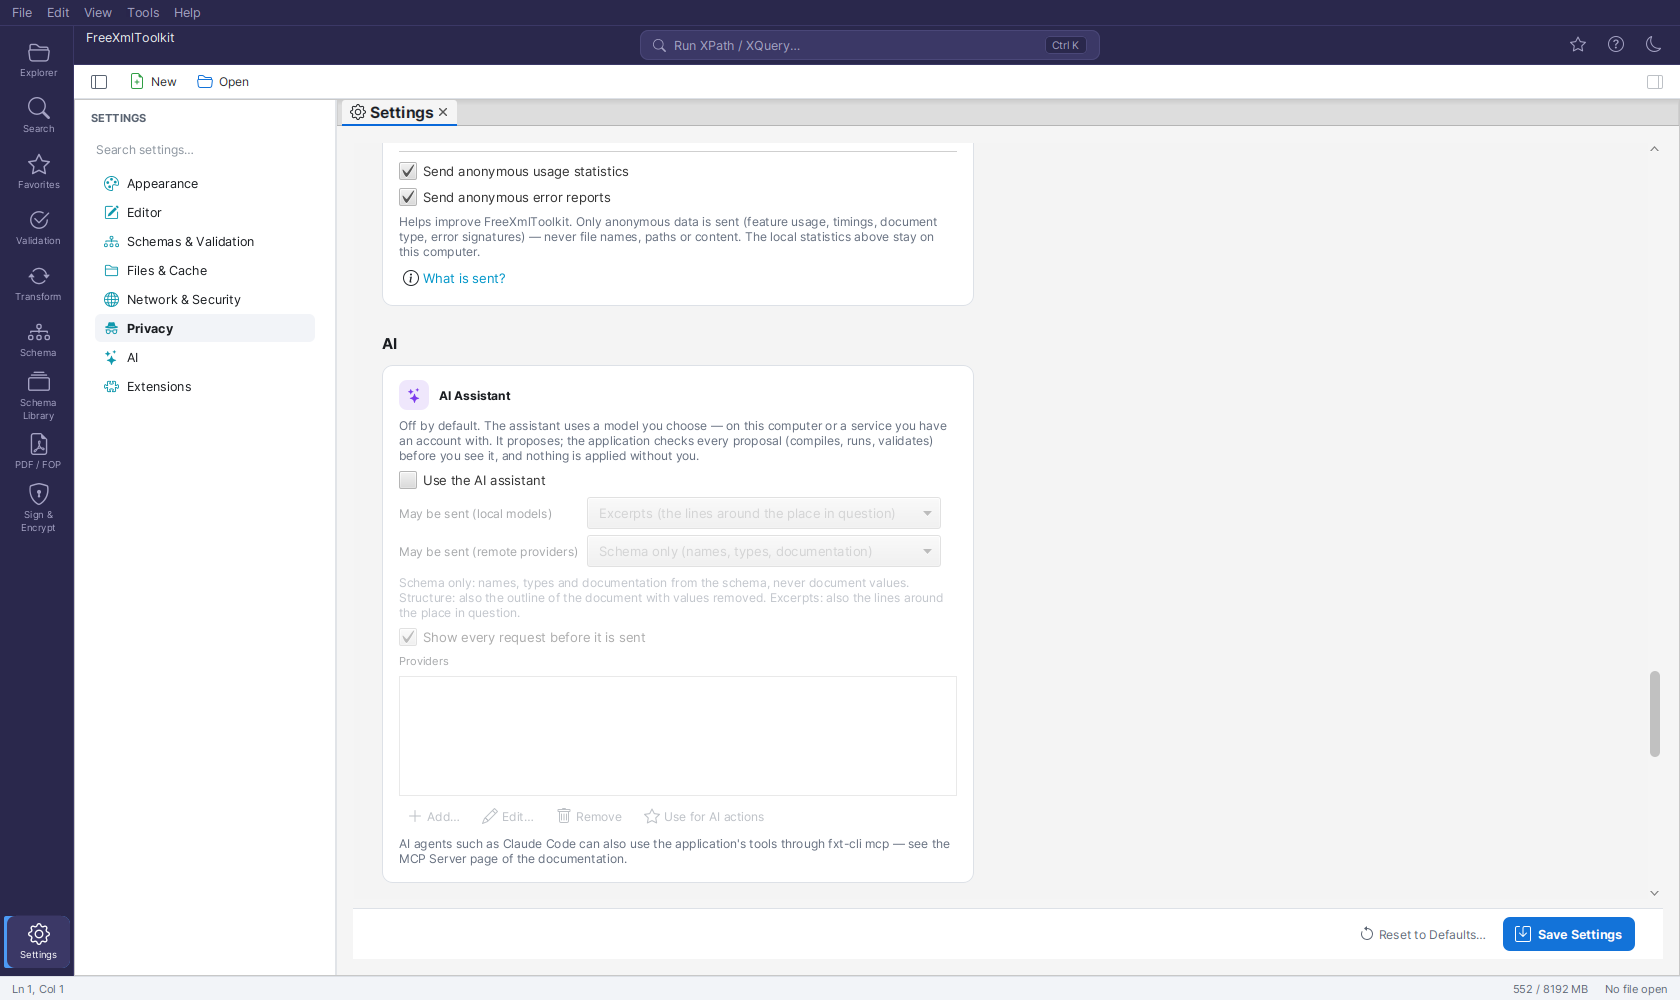 File Edit View Tools Help
FreeXmlToolkit
Run XPath / XQuery... Ctrl K
Explorer
Search
Favorites
Validation
Transform
Schema
Schema
Library
PDF / FOP
Sign &
Encrypt
Settings
New Open
SETTINGS
Search settings...
Appearance
Editor
Schemas & Validation
Files & Cache
Network & Security
Privacy
AI
Extensions
Settings
Send anonymous usage statistics
Send anonymous error reports
Helps improve FreeXmlToolkit. Only anonymous data is sent (feature usage, timings, document
type, error signatures) — never file names, paths or content. The local statistics above stay on
this computer.
What is sent?
AI
AI Assistant
Off by default. The assistant uses a model you choose — on this computer or a service you have
an account with. It proposes; the application checks every proposal (compiles, runs, validates)
before you see it, and nothing is applied without you.
Use the AI assistant
May be sent (local models) Excerpts (the lines around the place in question)
May be sent (remote providers) Schema only (names, types, documentation)
Schema only: names, types and documentation from the schema, never document values.
Structure: also the outline of the document with values removed. Excerpts: also the lines around
the place in question.
Show every request before it is sent
Providers
Add... Edit... Remove Use for AI actions
AI agents such as Claude Code can also use the application's tools through fxt-cli mcp — see the
MCP Server page of the documentation.
Reset to Defaults... Save Settings
Ln 1, Col 1 552 / 8192 MB No file open